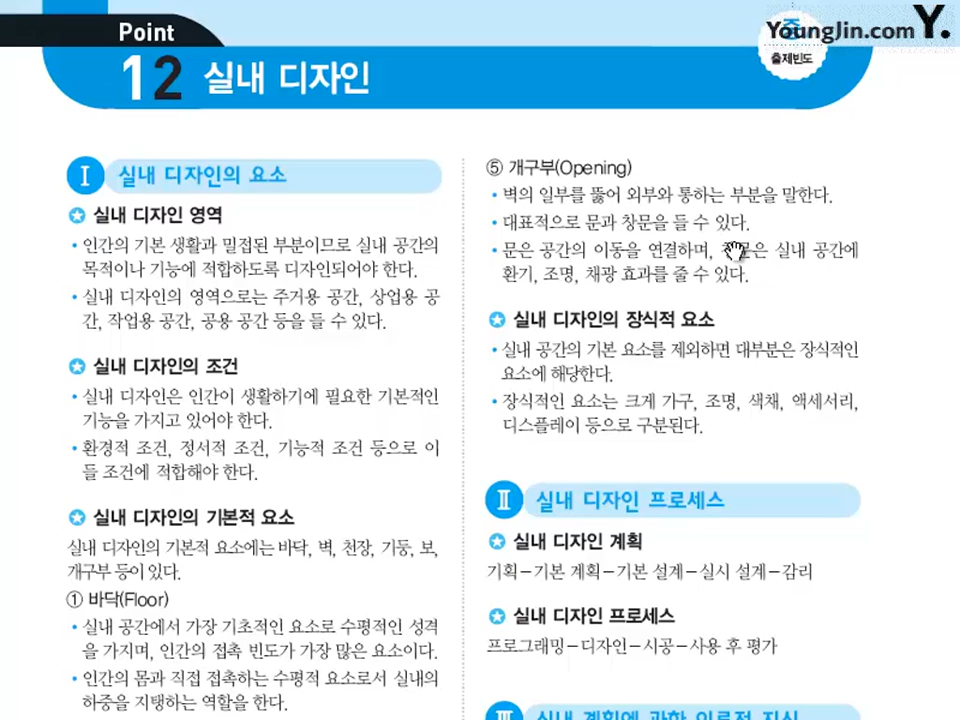 Point
YoungJin.com Y.
중
출제빈도
12 실내 디자인
Ⅰ 실내 디자인의 요소
실내 디자인 영역
• 인간의 기본 생활과 밀접된 부분이므로 실내 공간의
목적이나 기능에 적합하도록 디자인되어야 한다.
• 실내 디자인의 영역으로는 주거용 공간, 상업용 공
간, 작업용 공간, 공용 공간 등을 들 수 있다.
실내 디자인의 조건
• 실내 디자인은 인간이 생활하기에 필요한 기본적인
기능을 가지고 있어야 한다.
• 환경적 조건, 정서적 조건, 기능적 조건 등으로 이
들 조건에 적합해야 한다.
실내 디자인의 기본적 요소
실내 디자인의 기본적 요소에는 바닥, 벽, 천장, 기둥, 보,
개구부 등이 있다.
① 바닥(Floor)
• 실내 공간에서 가장 기초적인 요소로 수평적인 성격
을 가지며, 인간의 접촉 빈도가 가장 많은 요소이다.
• 인간의 몸과 직접 접촉하는 수평적 요소로서 실내의
하중을 지탱하는 역할을 한다.
⑤ 개구부(Opening)
• 벽의 일부를 뚫어 외부와 통하는 부분을 말한다.
• 대표적으로 문과 창문을 들 수 있다.
• 문은 공간의 이동을 연결하며, 실내 공간에
환기, 조명, 채광 효과를 줄 수 있다.
실내 디자인의 장식적 요소
• 실내 공간의 기본 요소를 제외하면 대부분은 장식적인
요소에 해당한다.
• 장식적인 요소는 크게 가구, 조명, 색채, 액세서리,
디스플레이 등으로 구분된다.
Ⅱ 실내 디자인 프로세스
실내 디자인 계획
기획-기본 계획-기본 설계-실시 설계-감리
실내 디자인 프로세스
프로그래밍-디자인-시공-사용 후 평가